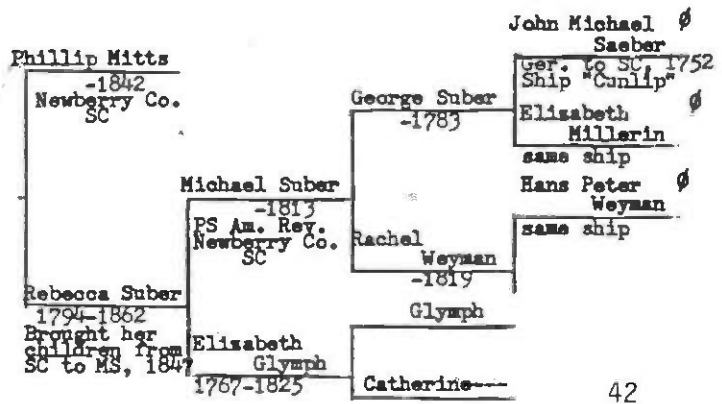 John Michael Ø
Saeber
Ger. to SC, 1752
Ship "Cunlip"
Phillip Mitts
-1842
Newberry Co.
SC
George Suber
-1783
Elizabeth Ø
Millerin
same ship
Michael Suber
-1813
PS Am. Rev.
Newberry Co.
SC
Hans Peter Ø
Weyman
same ship
Rachel
Weyman
-1819
Rebecca Suber
1794-1862
Brought her
children from
SC to MS, 1847
Glymph
Elizabeth
Glymph
1767-1825
Catherine---
42